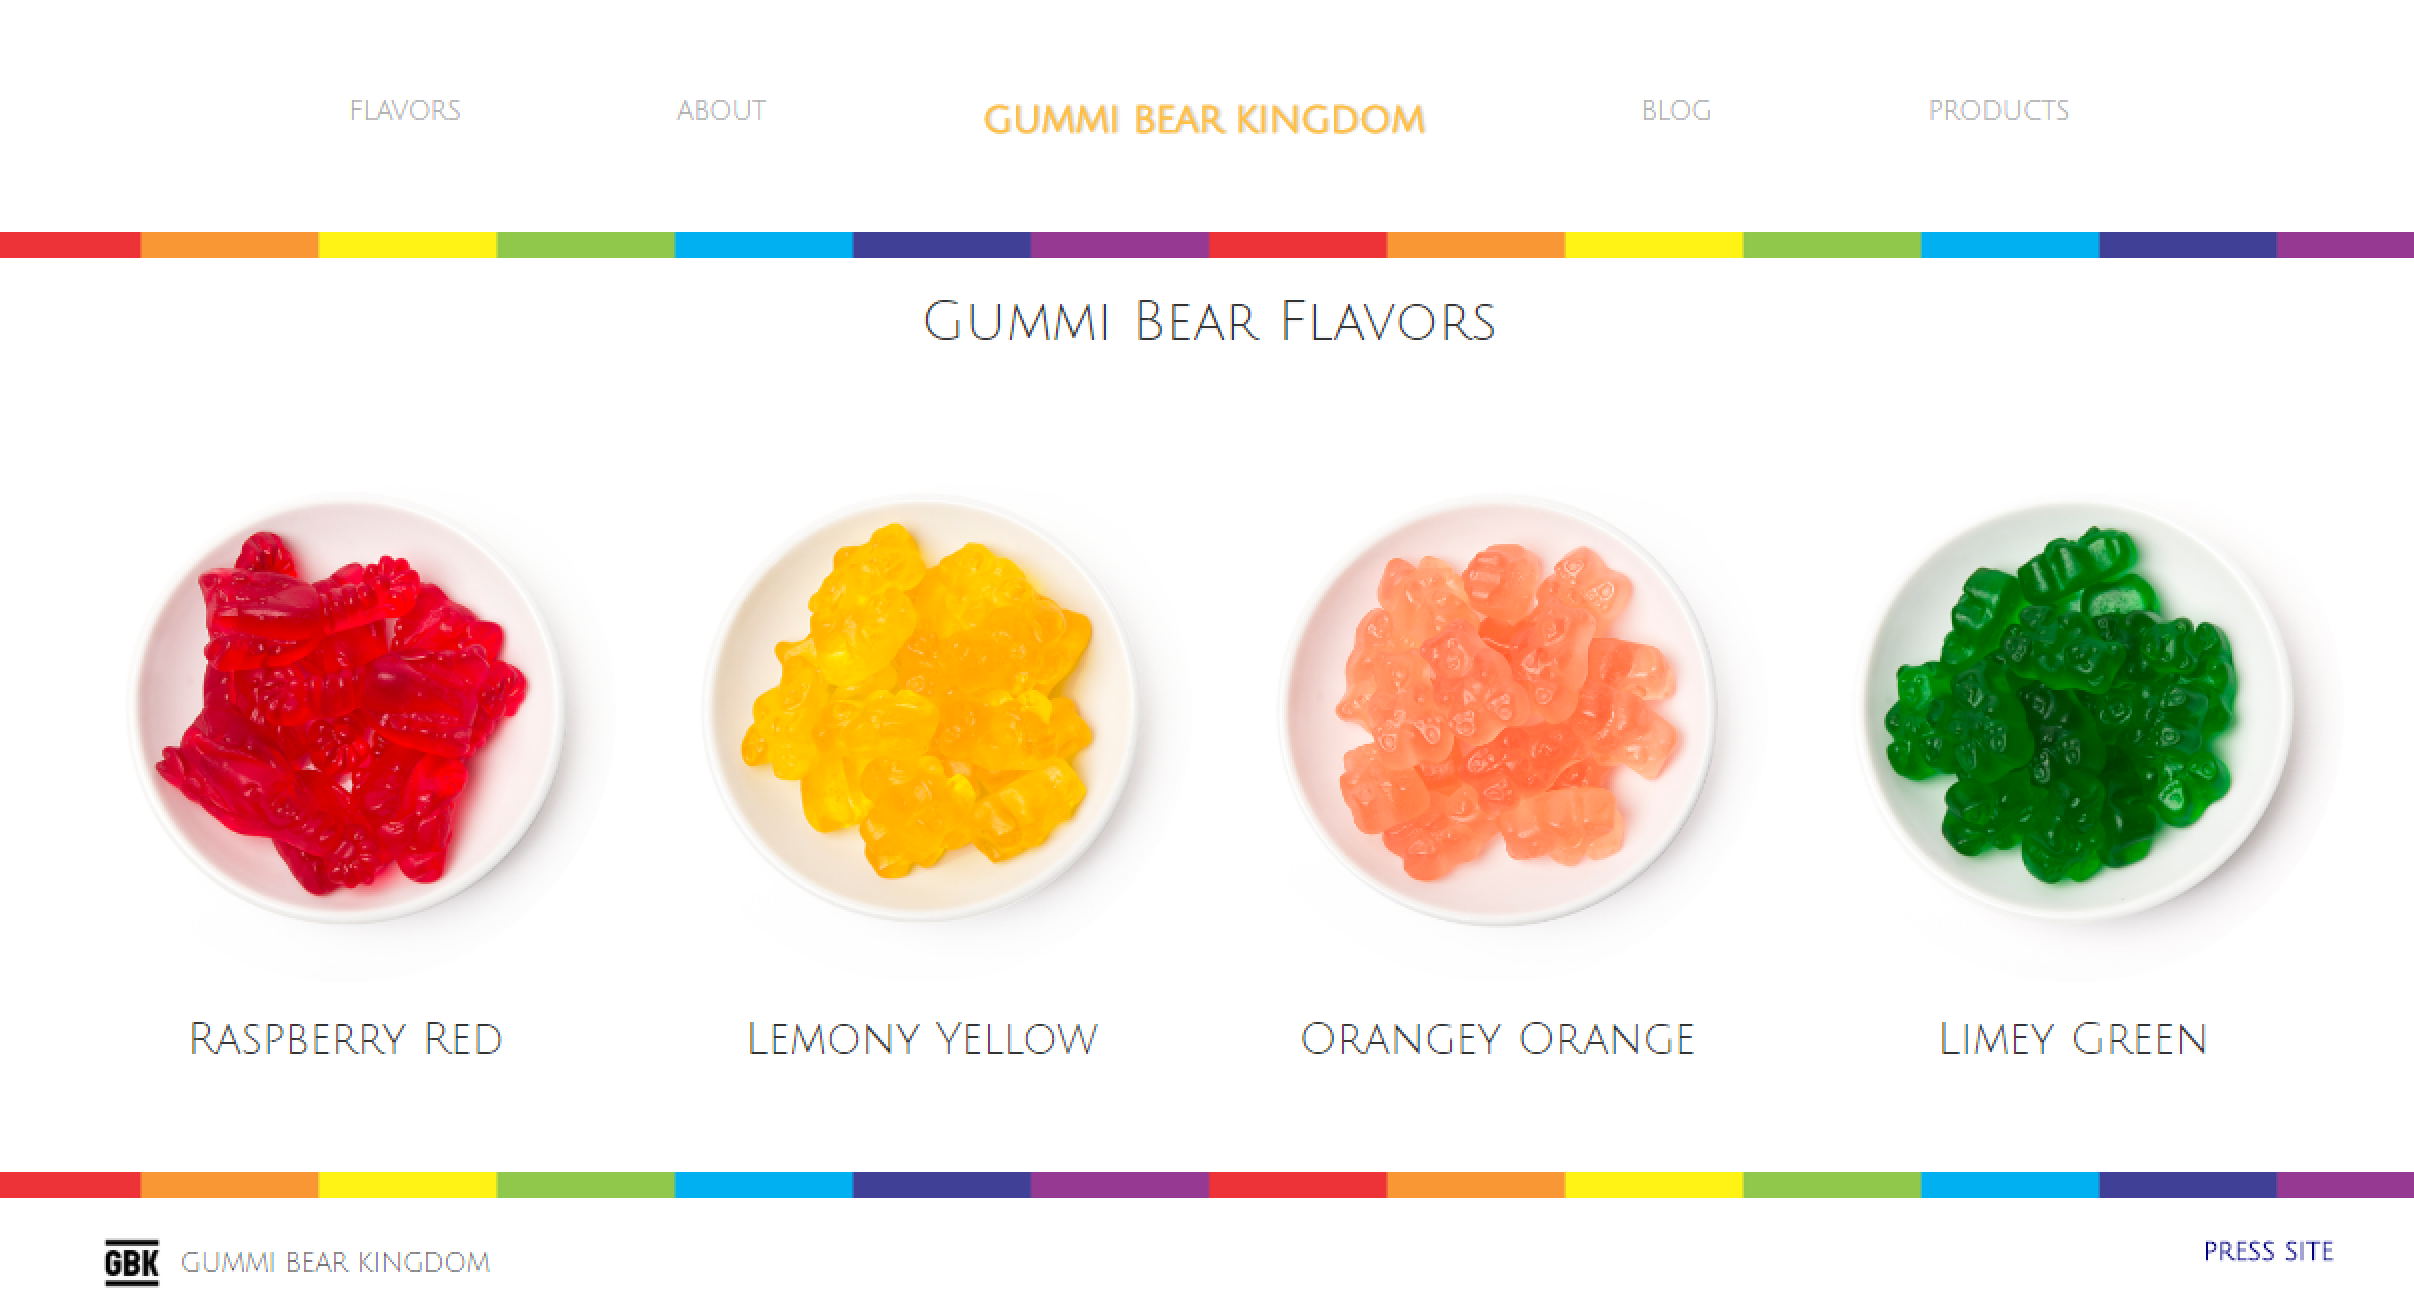 FLAVORS
ABOUT
GUMMI BEAR KINGDOM
BLOG
PRODUCTS
Gummi Bear Flavors
Raspberry Red
Lemony Yellow
Orangey Orange
Limey Green
GBK
GUMMI BEAR KINGDOM
PRESS SITE